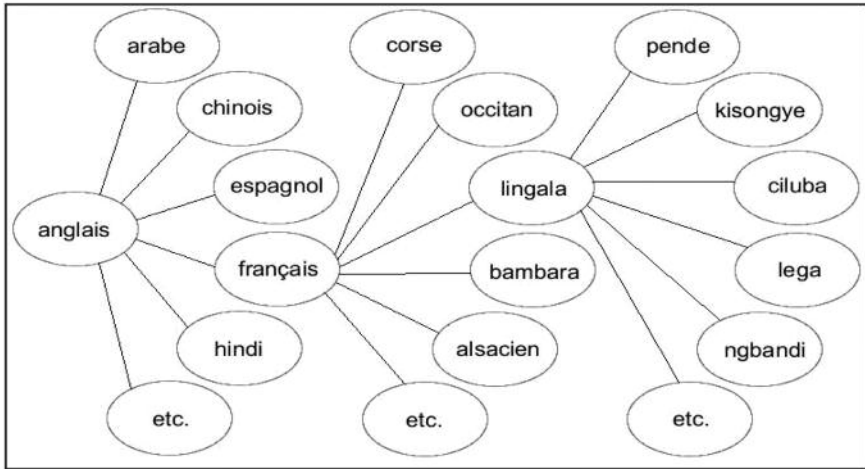 arabe
corse
pende
chinois
occitan
kisongye
espagnol
lingala
ciluba
anglais
français
bambara
lega
hindi
alsacien
ngbandi
etc.
etc.
etc.